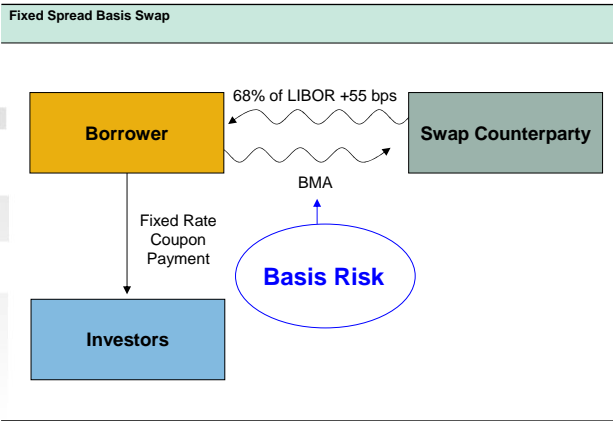 Fixed Spread Basis Swap
68% of LIBOR +55 bps
Borrower
Swap Counterparty
BMA
Fixed Rate
Coupon
Payment
Basis Risk
Investors